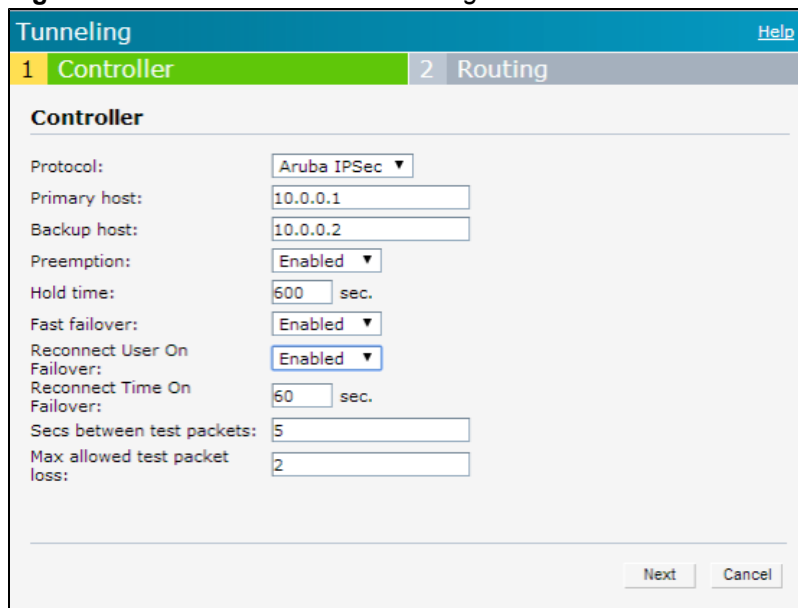 Tunneling Help
1 Controller 2 Routing
Controller
Protocol: Aruba IPSec ▼
Primary host: 10.0.0.1
Backup host: 10.0.0.2
Preemption: Enabled ▼
Hold time: 600 sec.
Fast failover: Enabled ▼
Reconnect User On
Failover: Enabled ▼
Reconnect Time On
Failover: 60 sec.
Secs between test packets: 5
Max allowed test packet
loss: 2
Next Cancel